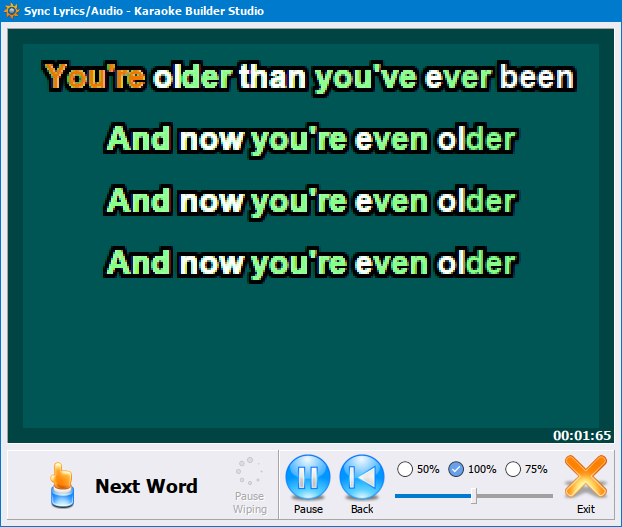 Sync Lyrics/Audio - Karaoke Builder Studio
You're older than you've ever been
And now you're even older
And now you're even older
And now you're even older
00:01:65
Next Word
Pause
Wiping
Pause
Back
50% 100% 75%
Exit